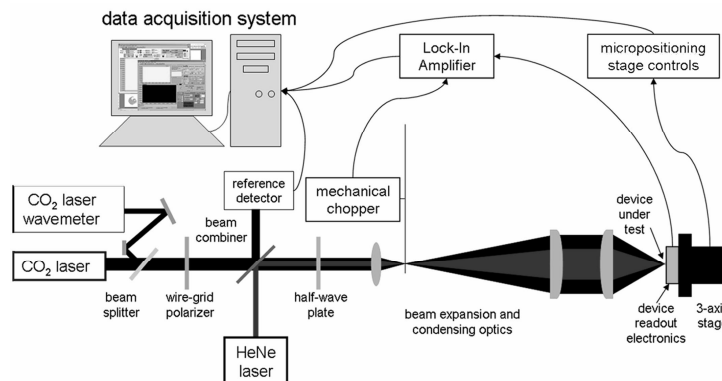 data acquisition system
Lock-In
Amplifier
micropositioning
stage controls
reference
detector
mechanical
chopper
CO2 laser
wavemeter
beam
combiner
device
under
test
CO2 laser
beam
splitter
wire-grid
polarizer
half-wave
plate
beam expansion and
condensing optics
device
readout
electronics
3-axis
stage
HeNe
laser